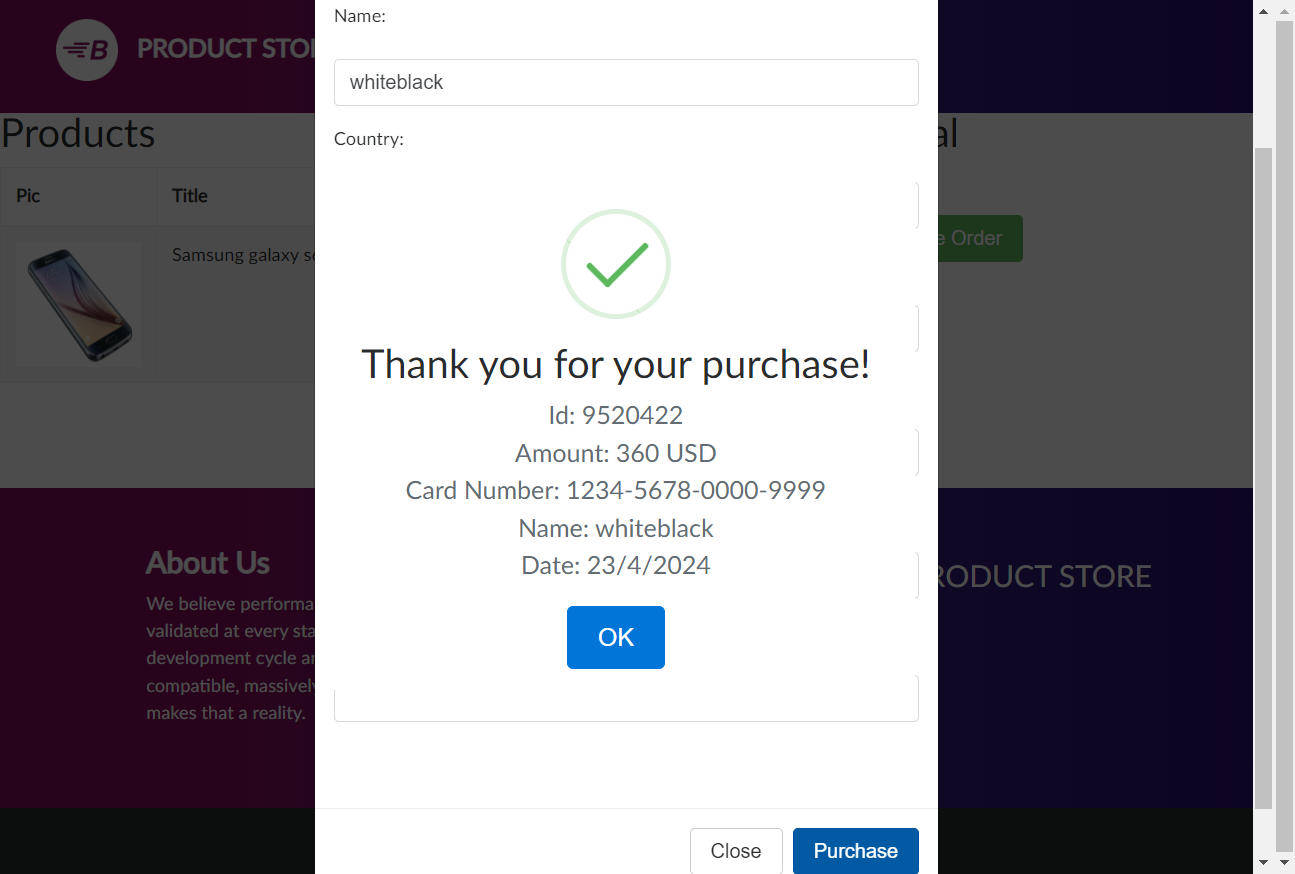 B PRODUCT STO
Name:
whiteblack
Country:
Products
al
Pic Title
Samsung galaxy s
e Order
Thank you for your purchase!
Id: 9520422
Amount: 360 USD
Card Number: 1234-5678-0000-9999
Name: whiteblack
Date: 23/4/2024
OK
About Us
We believe performa
validated at every sta
development cycle a
compatible, massively
makes that a reality.
RODUCT STORE
Close Purchase